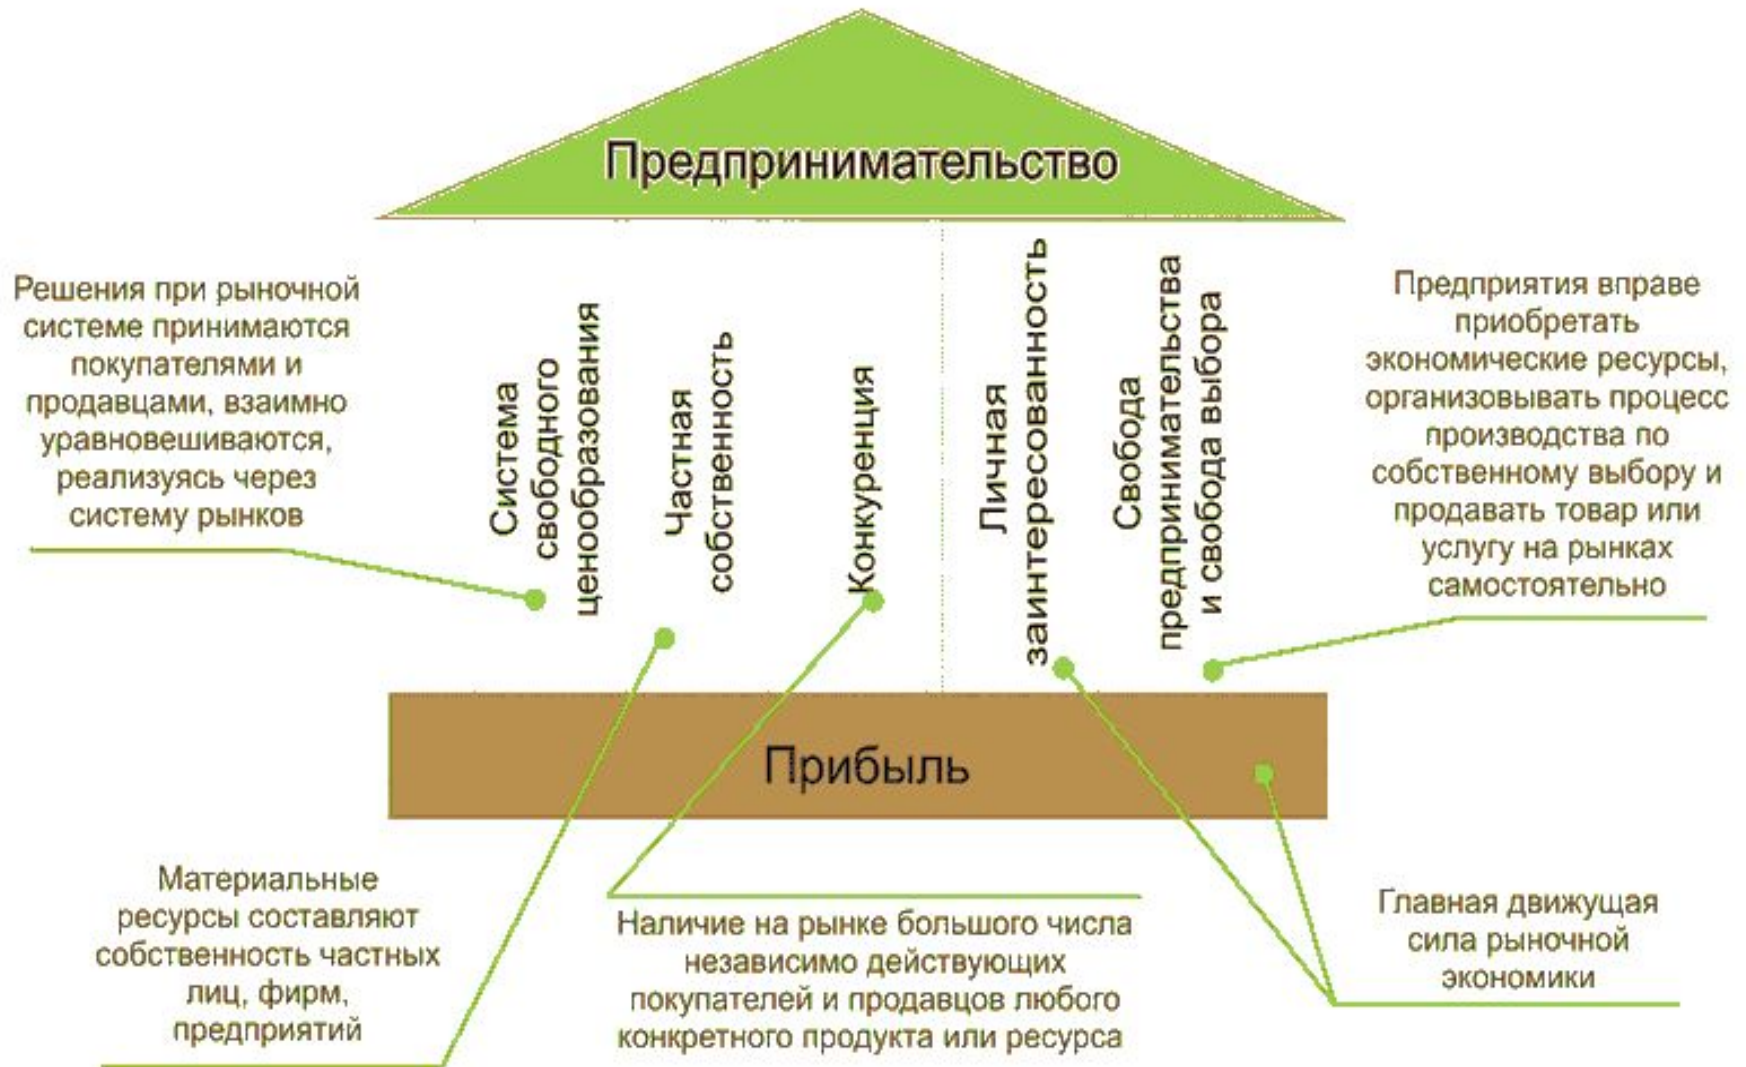 Предпринимательство
Решения при рыночной
системе принимаются
покупателями и
продавцами, взаимно
уравновешиваются,
реализуясь через
систему рынков
Система
свободного
ценообразования
Частная
собственность
Конкуренция
Личная
заинтересованность
Свобода
предпринимательства
и свобода выбора
Предприятия вправе
приобретать
экономические ресурсы,
организовывать процесс
производства по
собственному выбору и
продавать товар или
услугу на рынках
самостоятельно
Прибыль
Материальные
ресурсы составляют
собственность частных
лиц, фирм,
предприятий
Наличие на рынке большого числа
независимо действующих
покупателей и продавцов любого
конкретного продукта или ресурса
Главная движущая
сила рыночной
экономики